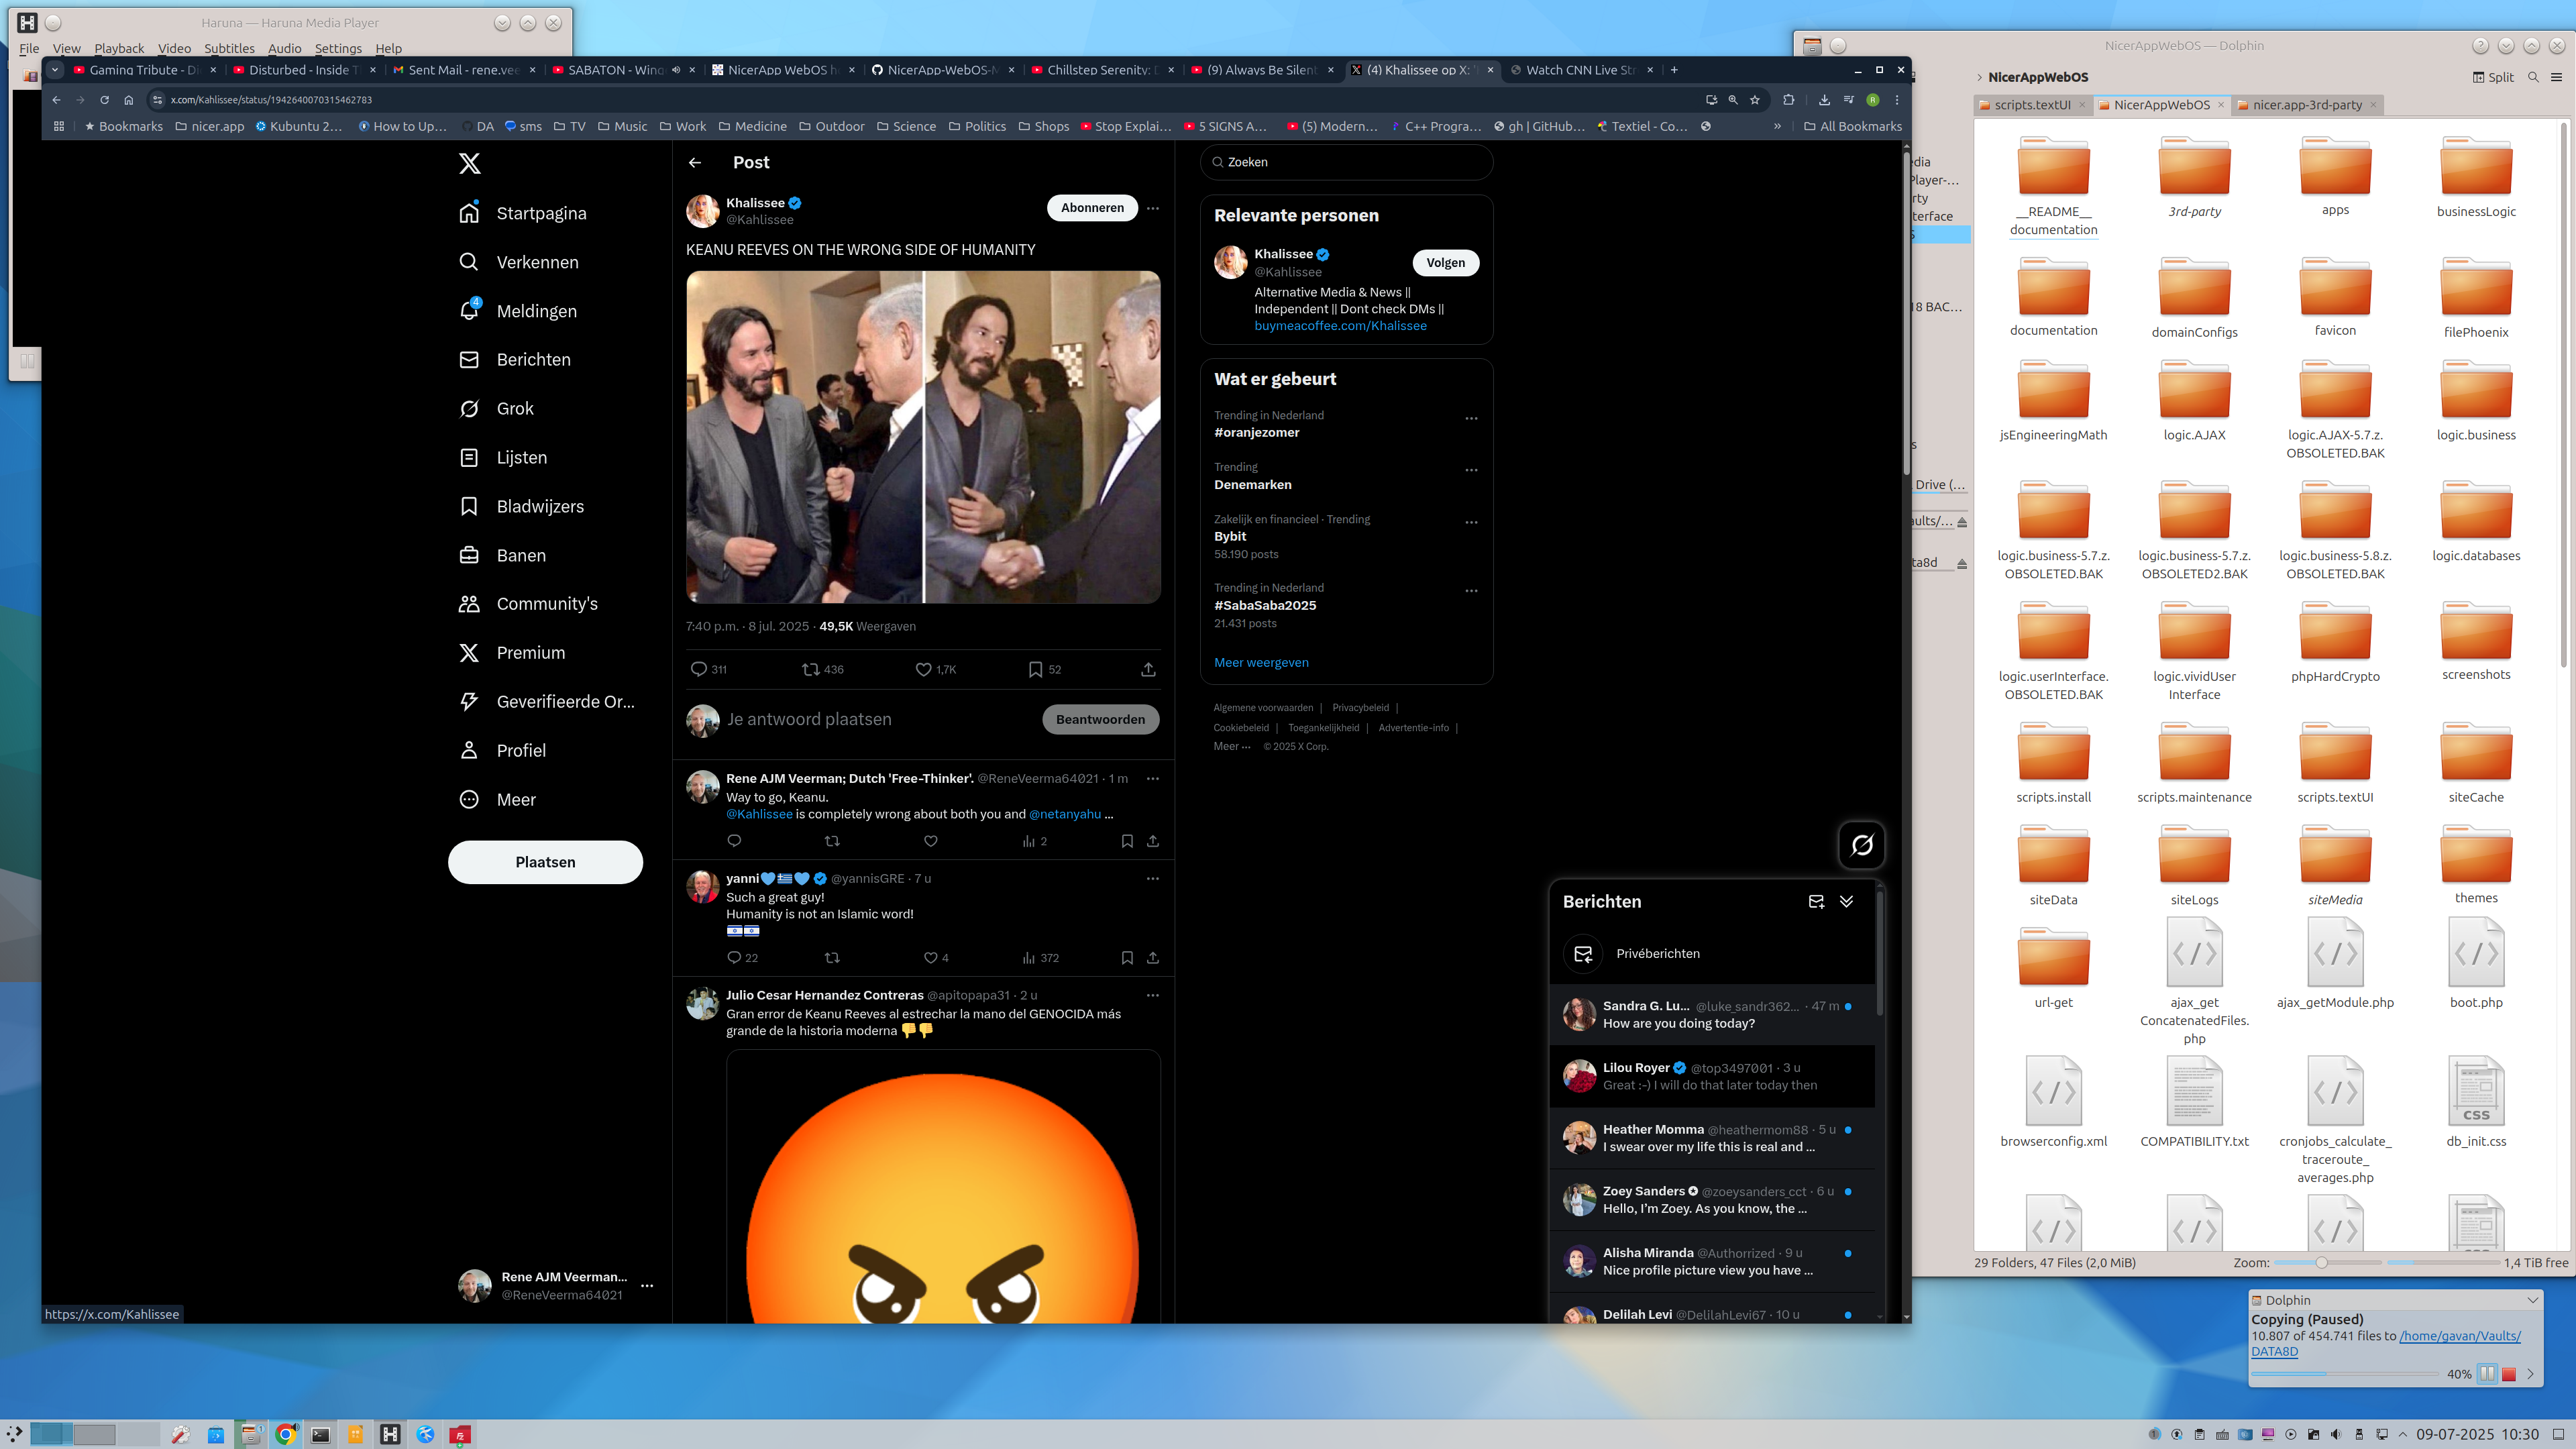 Haruna — Haruna Media Player
File View Playback Video Subtitles Audio Settings Help
NicerAppWebOS — Dolphin
Gaming Tribute - Di
Disturbed - Inside T
Sent Mail - rene.vee
SABATON - Wing
NicerApp WebOS h
NicerApp-WebOS-M
Chillstep Serenity: D
(9) Always Be Silent
(4) Khalissee op X: "
Watch CNN Live St
x.com/Kahlissee/status/1942640070315462783
R
Bookmarks nicer.app Kubuntu 2… How to Up… DA sms TV Music Work Medicine Outdoor Science Politics Shops Stop Explai… 5 SIGNS A… (5) Modern… C++ Progra… gh | GitHub… Textiel - Co… » All Bookmarks
Startpagina
Verkennen
4
Meldingen
Berichten
Grok
Lijsten
Bladwijzers
Banen
Community's
Premium
Geverifieerde Or…
Profiel
Meer
Plaatsen
Rene AJM Veerman…
@ReneVeerma64021
https://x.com/Kahlissee
Post
Khalissee
@Kahlissee
Abonneren
KEANU REEVES ON THE WRONG SIDE OF HUMANITY
7:40 p.m. · 8 jul. 2025 · 49,5K Weergaven
311 436 1,7K 52
Je antwoord plaatsen
Beantwoorden
Rene AJM Veerman; Dutch 'Free-Thinker'. @ReneVeerma64021 · 1 m
Way to go, Keanu.
@Kahlissee is completely wrong about both you and @netanyahu ...
2
yanni💙🇬🇷💙 @yannisGRE · 7 u
Such a great guy!
Humanity is not an Islamic word!
🇮🇱🇮🇱
22 4 372
Julio Cesar Hernandez Contreras @apitopapa31 · 2 u
Gran error de Keanu Reeves al estrechar la mano del GENOCIDA más
grande de la historia moderna 👎👎
Zoeken
Relevante personen
Khalissee
@Kahlissee
Volgen
Alternative Media & News ||
Independent || Dont check DMs ||
buymeacoffee.com/Khalissee
Wat er gebeurt
Trending in Nederland
#oranjezomer
Trending
Denemarken
Zakelijk en financieel · Trending
Bybit
58.190 posts
Trending in Nederland
#SabaSaba2025
21.431 posts
Meer weergeven
Algemene voorwaarden | Privacybeleid |
Cookiebeleid | Toegankelijkheid | Advertentie-info |
Meer ··· © 2025 X Corp.
Berichten
Privéberichten
Sandra G. Lu… @luke_sandr362… · 47 m
How are you doing today?
Lilou Royer @top3497001 · 3 u
Great :-) I will do that later today then
Heather Momma @heathermom88 · 5 u
I swear over my life this is real and ...
Zoey Sanders @zoeysanders_cct · 6 u
Hello, I'm Zoey. As you know, the ...
Alisha Miranda @Authorrized · 9 u
Nice profile picture view you have ...
Delilah Levi @DelilahLevi67 · 10 u
> NicerAppWebOS
Split
scripts.textUI
NicerAppWebOS
nicer.app-3rd-party
edia
Player-…
rty
terface
S
18 BAC…
s
Drive (…
aults/…
ta8d
__README__
documentation
3rd-party
apps
businessLogic
documentation
domainConfigs
favicon
filePhoenix
jsEngineeringMath
logic.AJAX
logic.AJAX-5.7.z.
OBSOLETED.BAK
logic.business
logic.business-5.7.z.
OBSOLETED.BAK
logic.business-5.7.z.
OBSOLETED2.BAK
logic.business-5.8.z.
OBSOLETED.BAK
logic.databases
logic.userInterface.
OBSOLETED.BAK
logic.vividUser
Interface
phpHardCrypto
screenshots
scripts.install
scripts.maintenance
scripts.textUI
siteCache
siteData
siteLogs
siteMedia
themes
url-get
ajax_get
ConcatenatedFiles.
php
ajax_getModule.php
boot.php
browserconfig.xml
COMPATIBILITY.txt
cronjobs_calculate_
traceroute_
averages.php
CSS
db_init.css
29 Folders, 47 Files (2,0 MiB)
Zoom:
1,4 TiB free
Dolphin
Copying (Paused)
10.807 of 454.741 files to /home/gavan/Vaults/
DATA8D
40%
09-07-2025 10:30